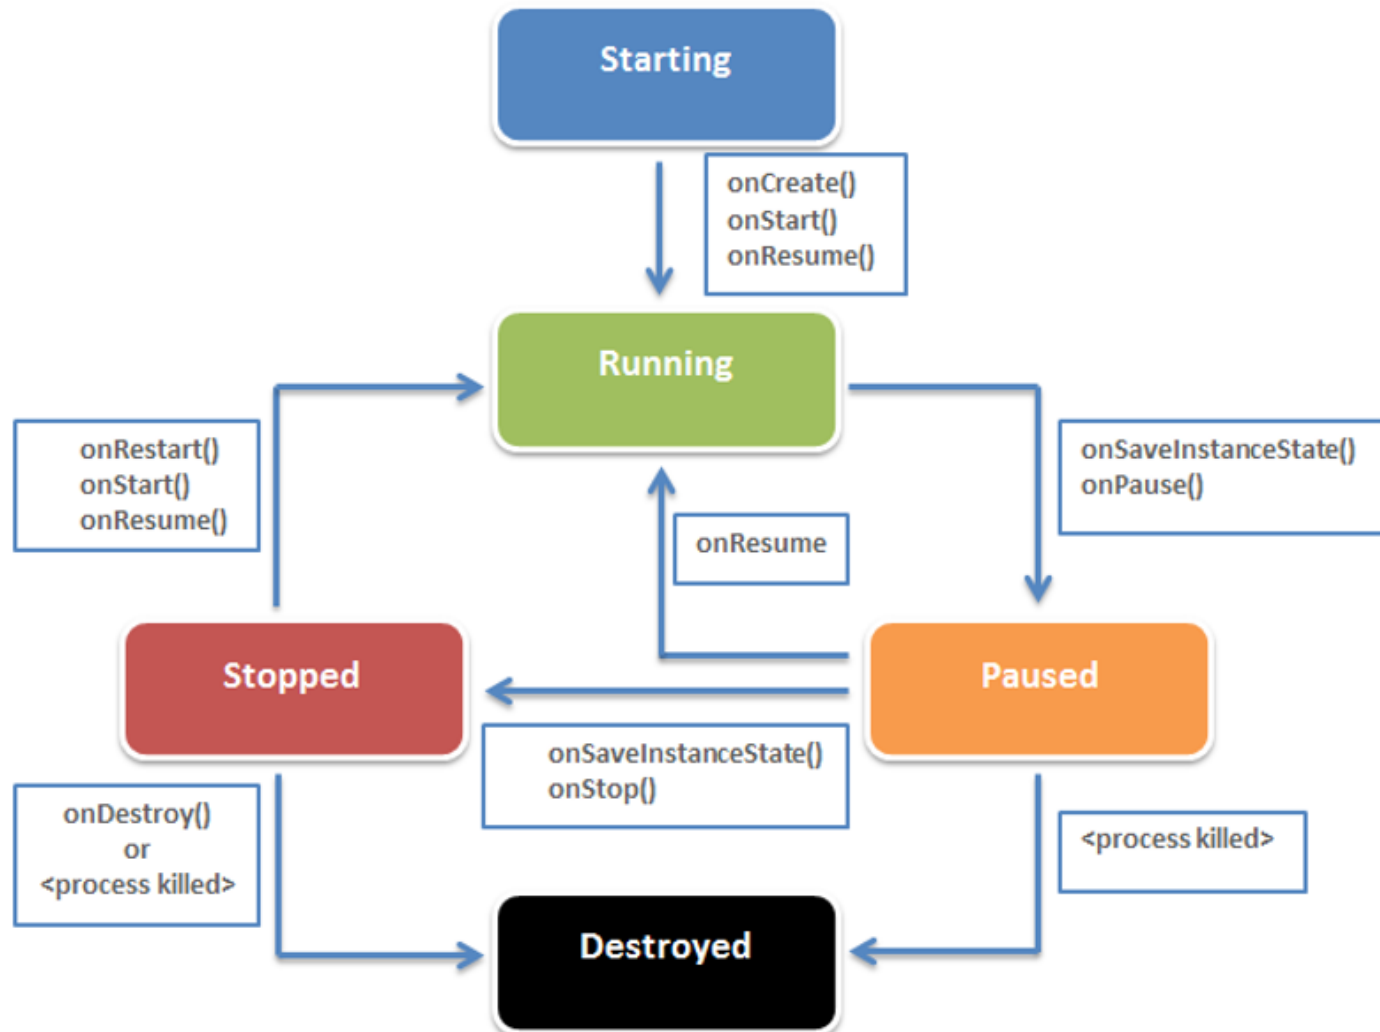 Starting
onCreate()
onStart()
onResume()
Running
onRestart()
onStart()
onResume()
onSaveInstanceState()
onPause()
onResume
Stopped
Paused
onSaveInstanceState()
onStop()
onDestroy()
or
<process killed>
<process killed>
Destroyed